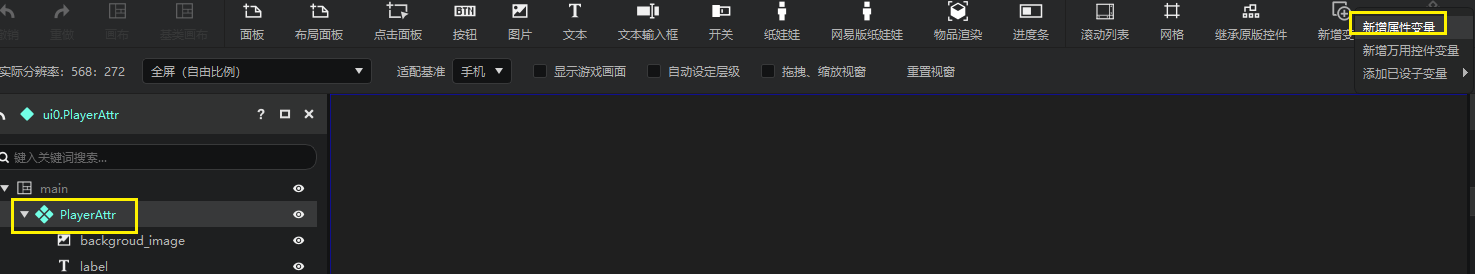 撤销
重做
画布
基类画布
面板
布局面板
点击面板
BTN
按钮
图片
T
文本
文本输入框
开关
纸娃娃
网易版纸娃娃
物品渲染
进度条
滚动列表
网格
继承原版控件
新增变
新增属性变量
新增万用控件变量
添加已设子变量
实际分辨率：568：272
全屏（自由比例）
适配基准
手机
显示游戏画面
自动设定层级
拖拽、缩放视窗
重置视窗
ui0.PlayerAttr
?
键入关键词搜索...
main
PlayerAttr
backgroud_image
T label